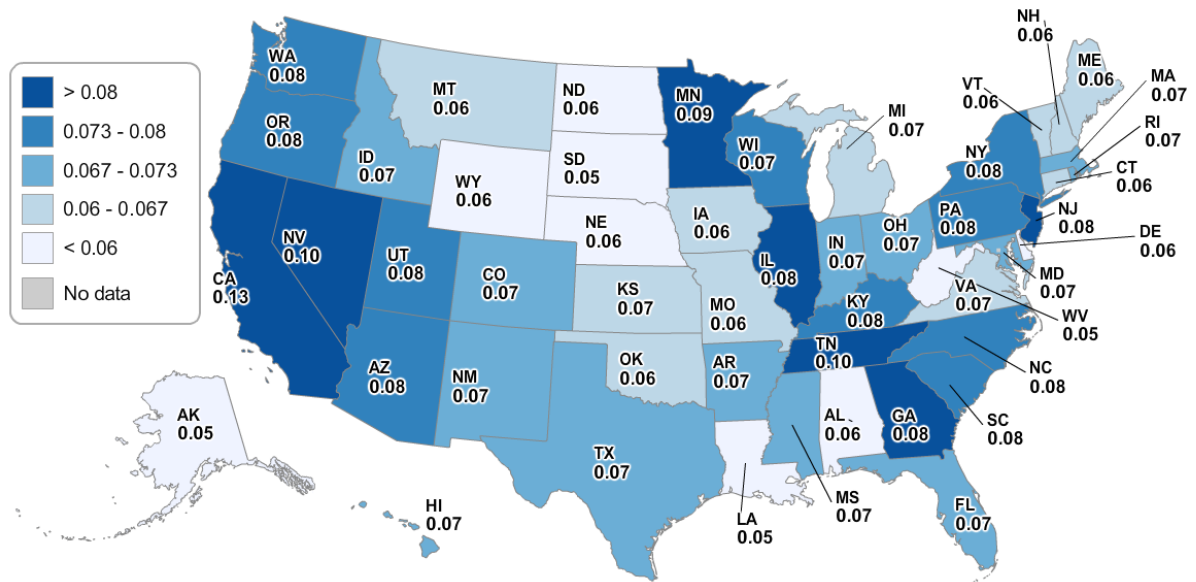 > 0.08
0.073 - 0.08
0.067 - 0.073
0.06 - 0.067
< 0.06
No data
WA
0.08
OR
0.08
CA
0.13
NV
0.10
ID
0.07
MT
0.06
WY
0.06
UT
0.08
AZ
0.08
CO
0.07
NM
0.07
ND
0.06
SD
0.05
NE
0.06
KS
0.07
OK
0.06
TX
0.07
MN
0.09
IA
0.06
MO
0.06
AR
0.07
LA
0.05
WI
0.07
IL
0.08
MI
0.07
IN
0.07
OH
0.07
KY
0.08
TN
0.10
MS
0.07
AL
0.06
GA
0.08
FL
0.07
SC
0.08
NC
0.08
VA
0.07
WV
0.05
MD
0.07
DE
0.06
NJ
0.08
PA
0.08
NY
0.08
CT
0.06
RI
0.07
MA
0.07
VT
0.06
NH
0.06
ME
0.06
AK
0.05
HI
0.07